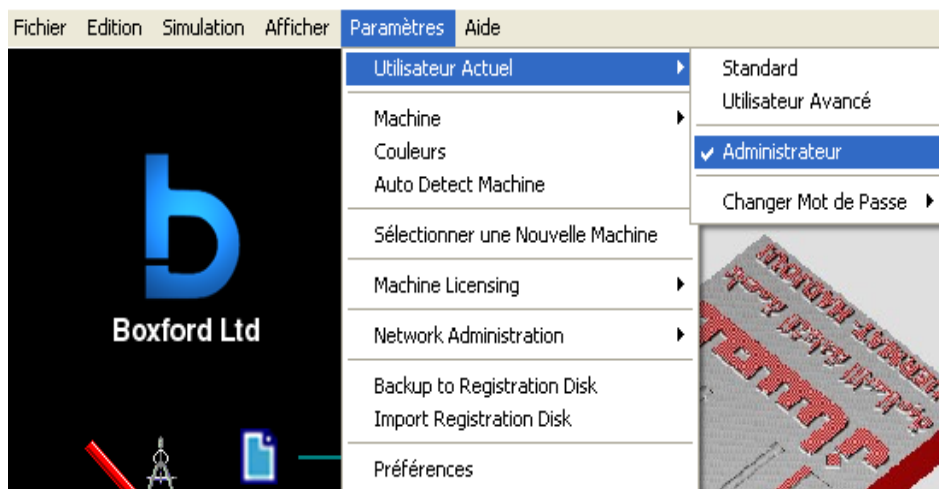 Fichier Edition Simulation Afficher Paramètres Aide
Utilisateur Actuel
Machine
Couleurs
Auto Detect Machine
Sélectionner une Nouvelle Machine
Machine Licensing
Network Administration
Backup to Registration Disk
Import Registration Disk
Préférences
Standard
Utilisateur Avancé
Administrateur
Changer Mot de Passe
Boxford Ltd